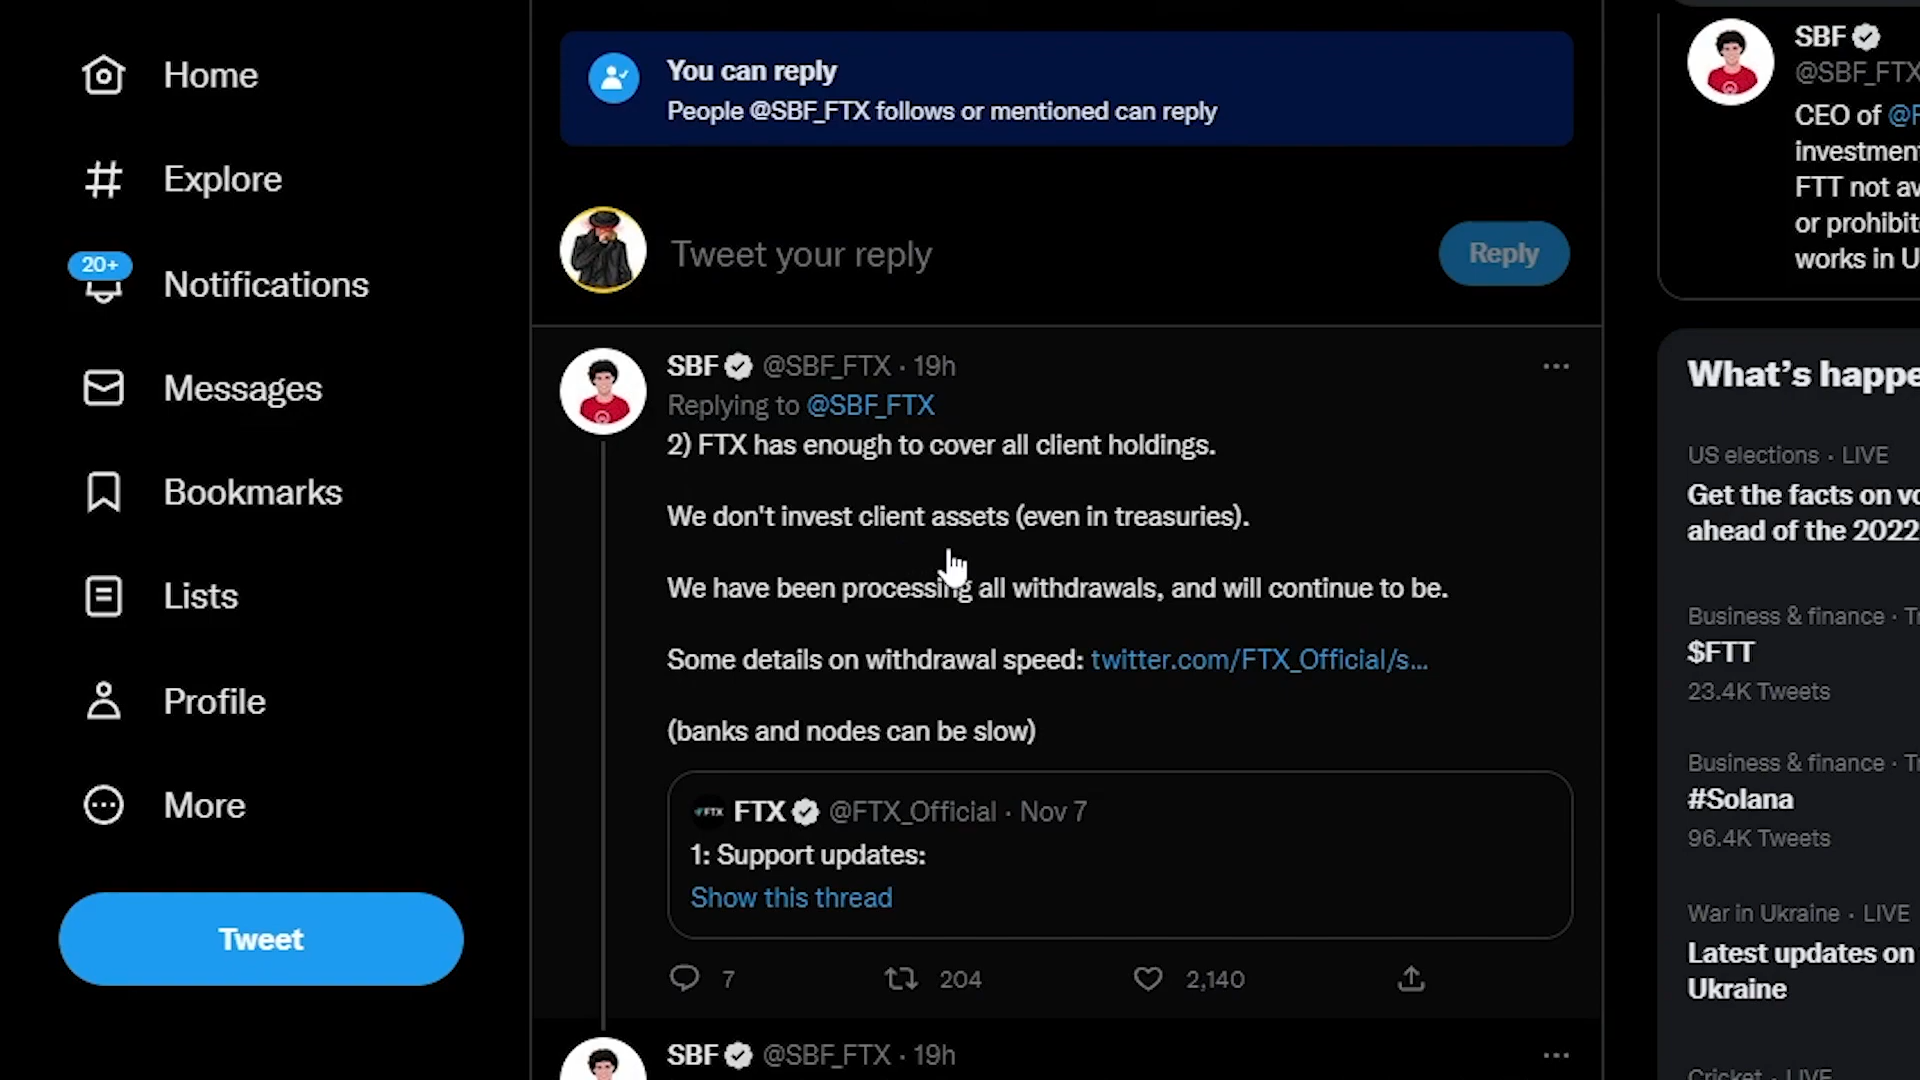 Home
Explore
20+
Notifications
Messages
Bookmarks
Lists
Profile
More
Tweet
You can reply
People @SBF_FTX follows or mentioned can reply
Tweet your reply
Reply
SBF @SBF_FTX · 19h
Replying to @SBF_FTX
2) FTX has enough to cover all client holdings.
We don't invest client assets (even in treasuries).
We have been processing all withdrawals, and will continue to be.
Some details on withdrawal speed: twitter.com/FTX_Official/s...
(banks and nodes can be slow)
FTX FTX @FTX_Official · Nov 7
1: Support updates:
Show this thread
7 204 2,140
SBF @SBF_FTX · 19h
SBF
@SBF_FTX
CEO of
investment
FTT not
or
works in
What's
US elections · LIVE
Get the facts on
ahead of the 2022
Business & finance ·
$FTT
23.4K Tweets
Business & finance ·
#Solana
96.4K Tweets
War in Ukraine · LIVE
Latest updates on
Ukraine
Cricket · LIVE